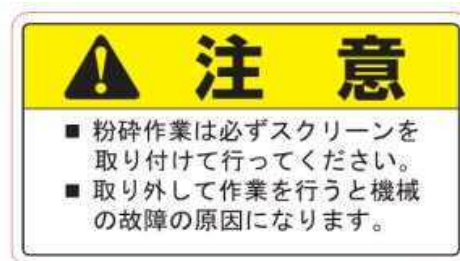 注 意
■ 粉砕作業は必ずスクリーンを
取り付けて行ってください。
■ 取り外して作業を行うと機械
の故障の原因になります。